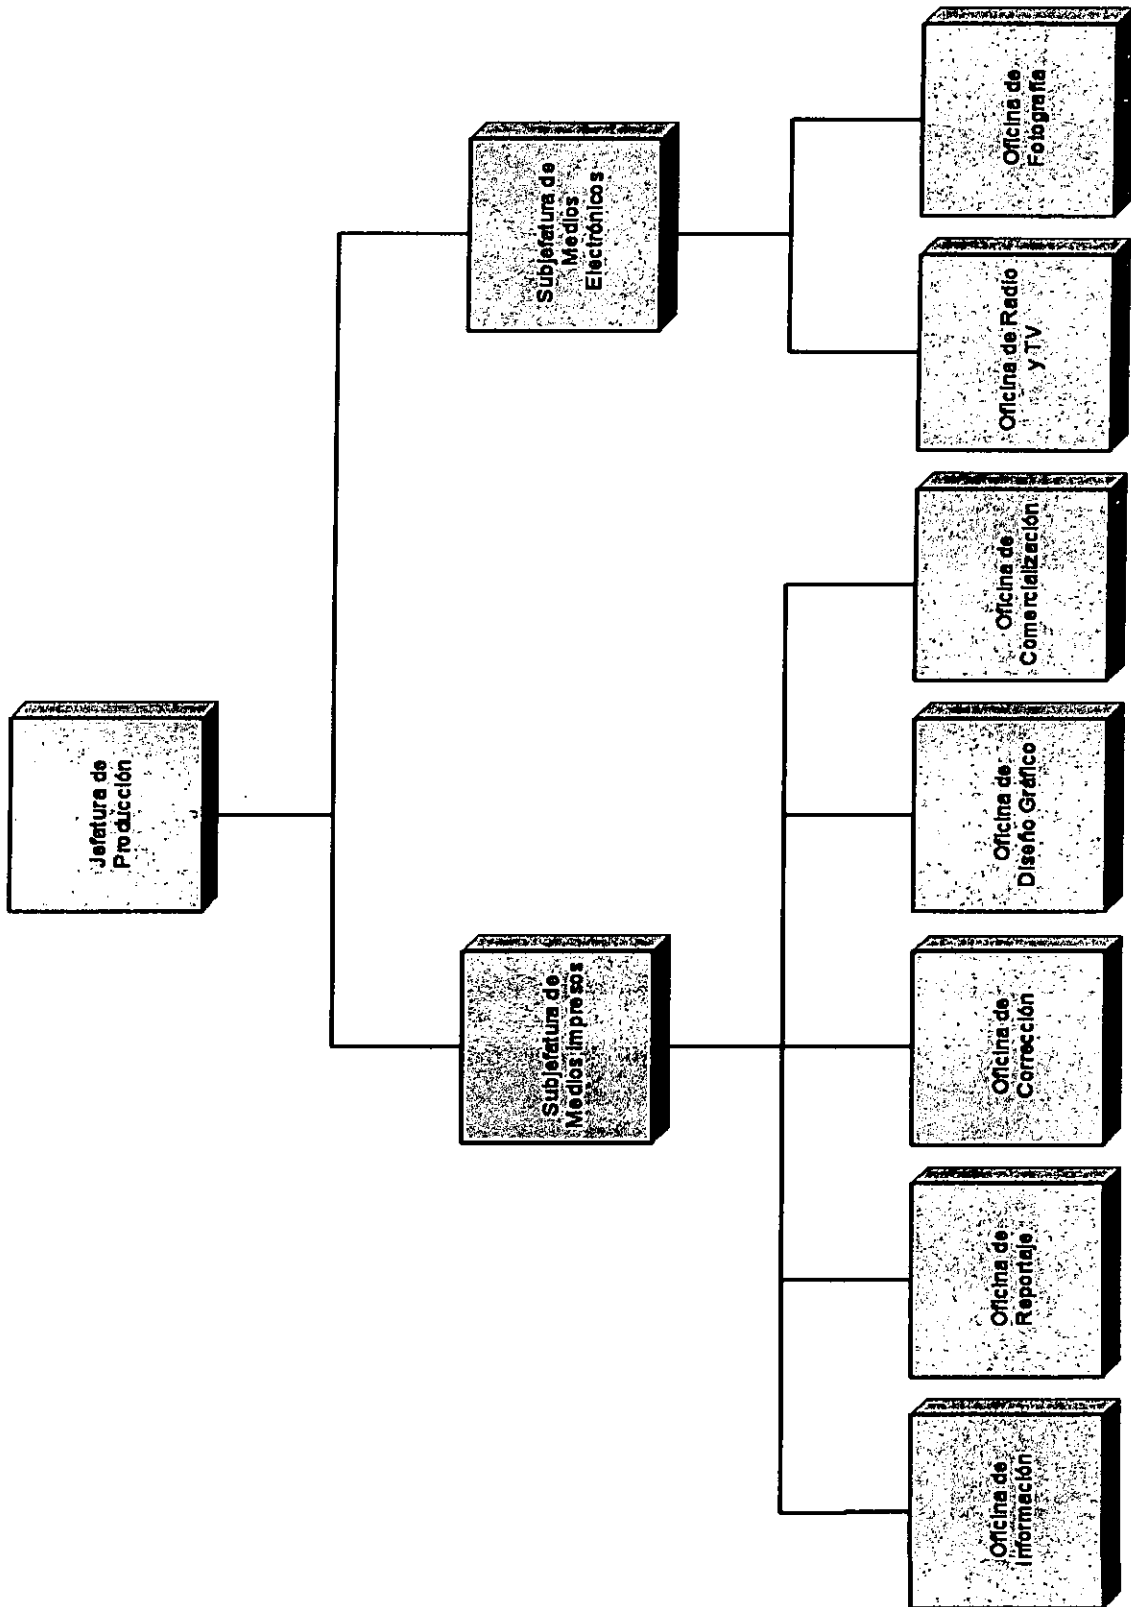 Jefatura de
Producción
Subjefatura de
Medios Impresos
Subjefatura de
Medios
Electrónicos
Oficina de
Información
Oficina de
Reportaje
Oficina de
Corrección
Oficina de
Diseño Gráfico
Oficina de
Comercialización
Oficina de Radio
y TV
Oficina de
Fotografía